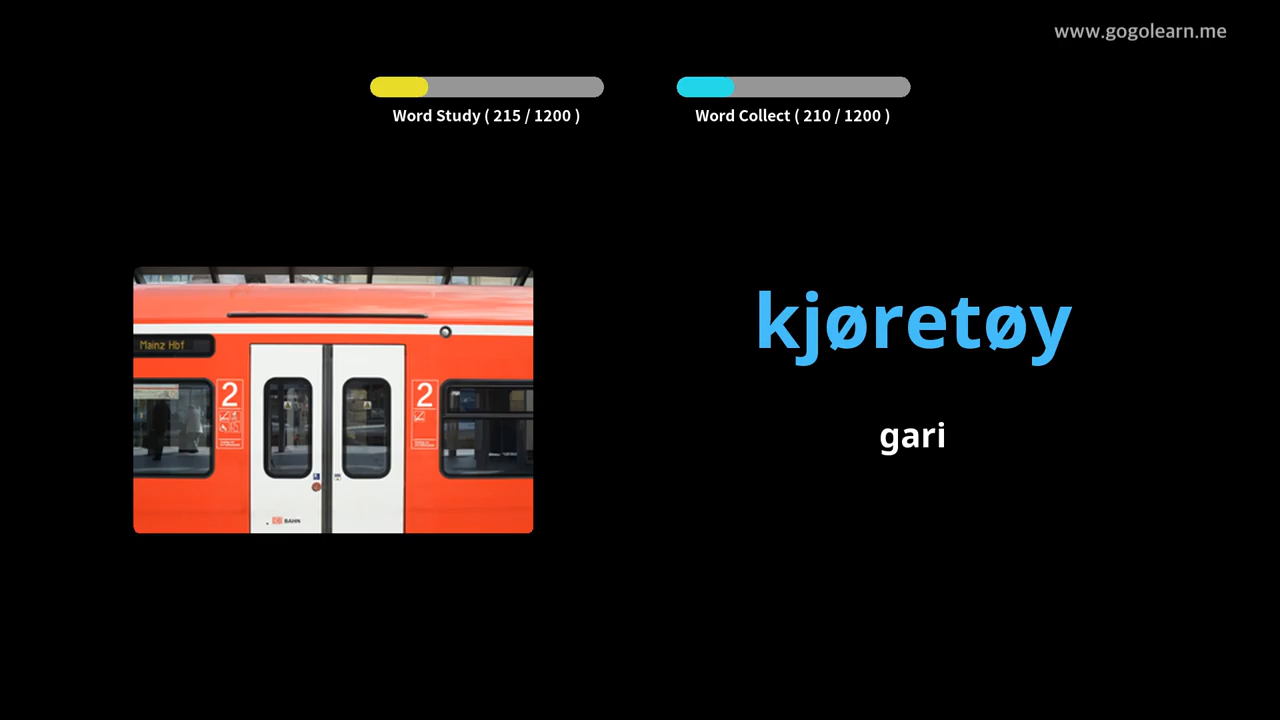 www.gogolearn.me
Word Study ( 215 / 1200 )
Word Collect ( 210 / 1200 )
kjøretøy
gari
Mainz Hbf
2
2
DB BAHN